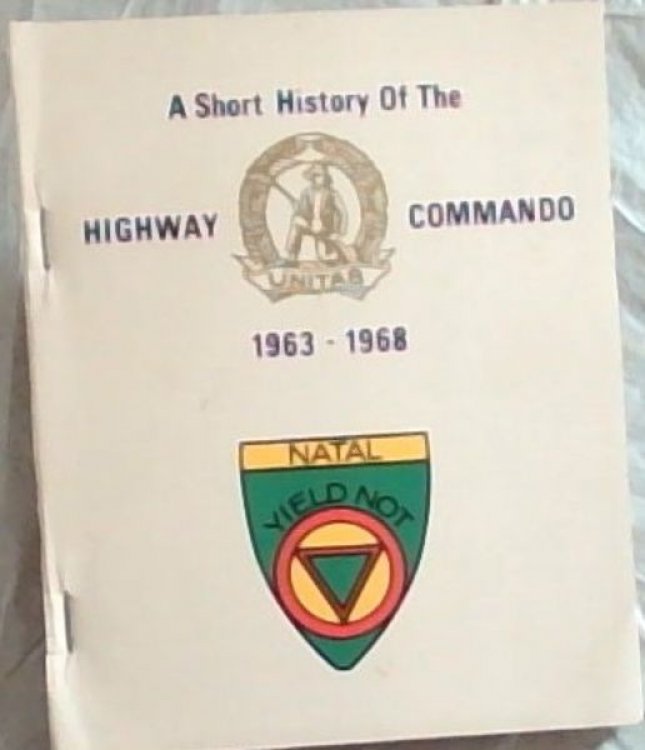 A Short History Of The
HIGHWAY COMMANDO
UNITAS
1963 - 1968
NATAL
YIELD NOT